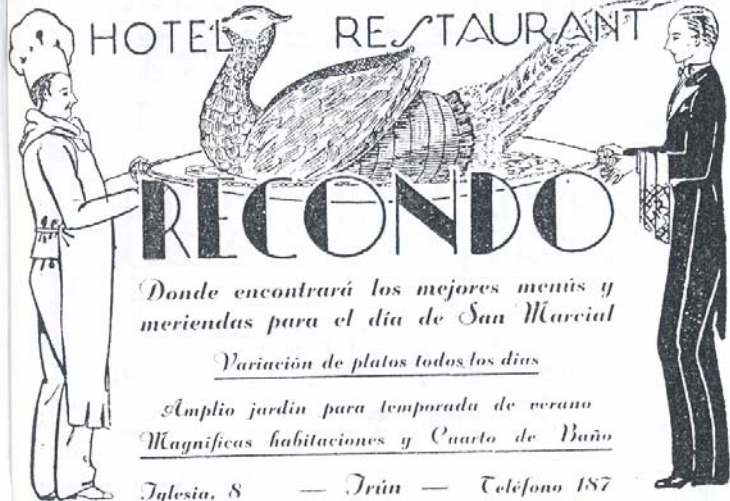 HOTEL RESTAURANT
RECONDO
Donde encontrará los mejores menús y
meriendas para el día de San Marcial
Variación de platos todos los dias
Amplio jardín para temporada de verano
Magníficas habitaciones y Cuarto de Baño
Iglesia, 8 — Irún — Teléfono 187